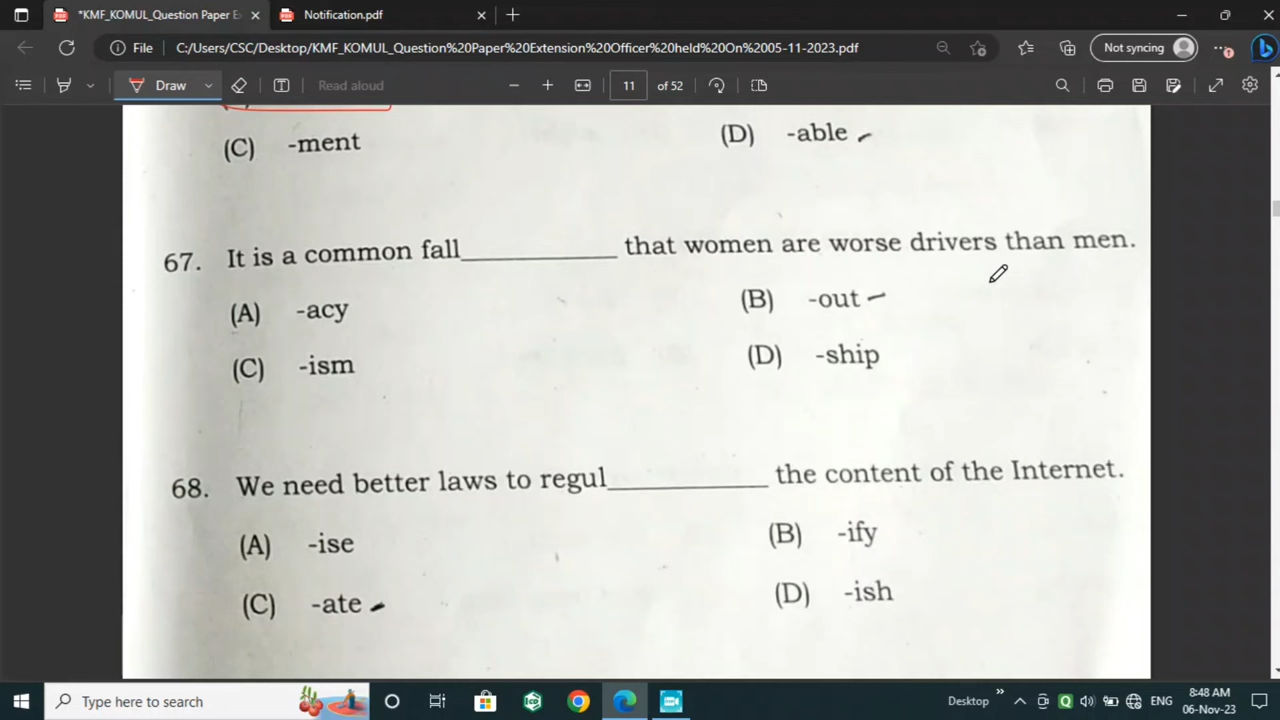 *KMF_KOMUL_Question Paper E
Notification.pdf
File
C:/Users/CSC/Desktop/KMF_KOMUL_Question%20Paper%20Extension%20Officer%20held%20On%2005-11-2023.pdf
Not syncing
Draw
Read aloud
11
of 52
(C) -ment
(D) -able
67. It is a common fall__________ that women are worse drivers than men.
(A) -acy
(B) -out
(C) -ism
(D) -ship
68. We need better laws to regul__________ the content of the Internet.
(A) -ise
(B) -ify
(C) -ate
(D) -ish
Type here to search
Desktop
ENG
8:48 AM
06-Nov-23